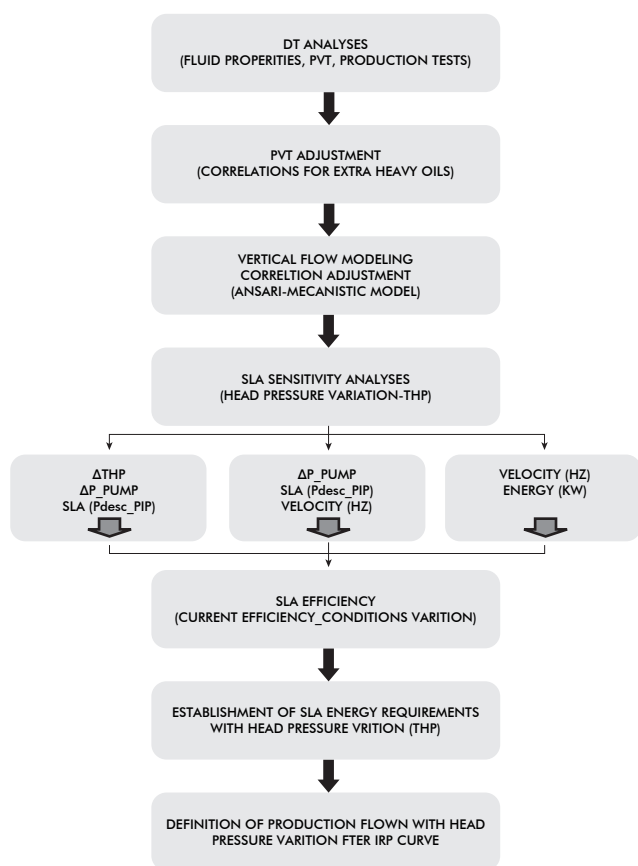 DT ANALYSES
(FLUID PROPERITIES, PVT, PRODUCTION TESTS)
PVT ADJUSTMENT
(CORRELATIONS FOR EXTRA HEAVY OILS)
VERTICAL FLOW MODELING
CORRELTION ADJUSTMENT
(ANSARI-MECANISTIC MODEL)
SLA SENSITIVITY ANALYSES
(HEAD PRESSURE VARIATION-THP)
ΔTHP
ΔP_PUMP
SLA (Pdesc_PIP)
ΔP_PUMP
SLA (Pdesc_PIP)
VELOCITY (HZ)
VELOCITY (HZ)
ENERGY (KW)
SLA EFFICIENCY
(CURRENT EFFICIENCY_CONDITIONS VARITION)
ESTABLISHMENT OF SLA ENERGY REQUIREMENTS
WITH HEAD PRESSURE VRITION (THP)
DEFINITION OF PRODUCTION FLOWN WITH HEAD
PRESSURE VARITION FTER IRP CURVE